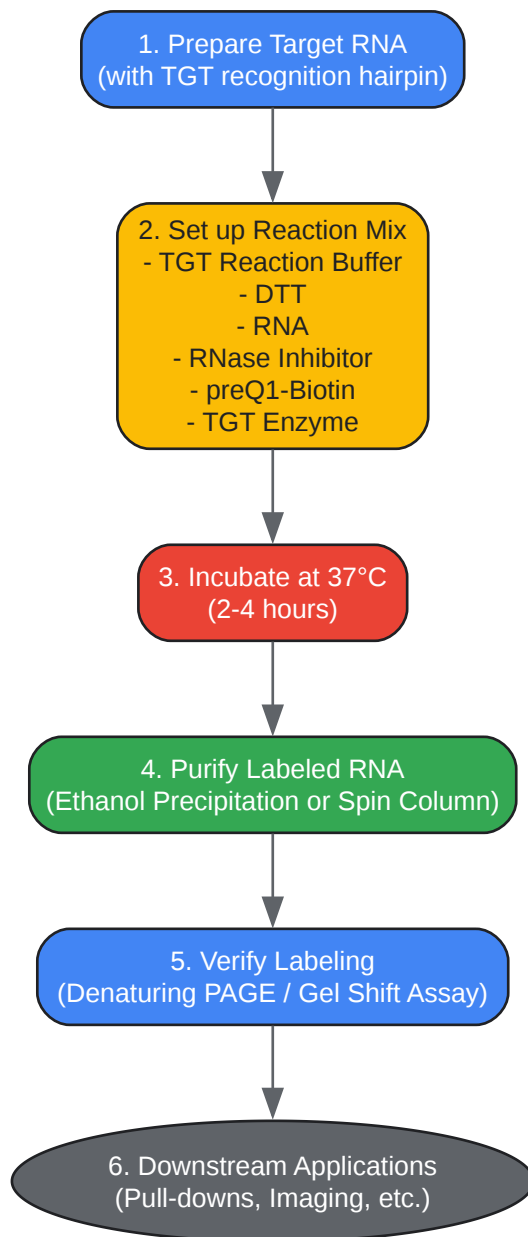 1. Prepare Target RNA
(with TGT recognition hairpin)
2. Set up Reaction Mix
- TGT Reaction Buffer
- DTT
- RNA
- RNase Inhibitor
- preQ1-Biotin
- TGT Enzyme
3. Incubate at 37°C
(2-4 hours)
4. Purify Labeled RNA
(Ethanol Precipitation or Spin Column)
5. Verify Labeling
(Denaturing PAGE / Gel Shift Assay)
6. Downstream Applications
(Pull-downs, Imaging, etc.)